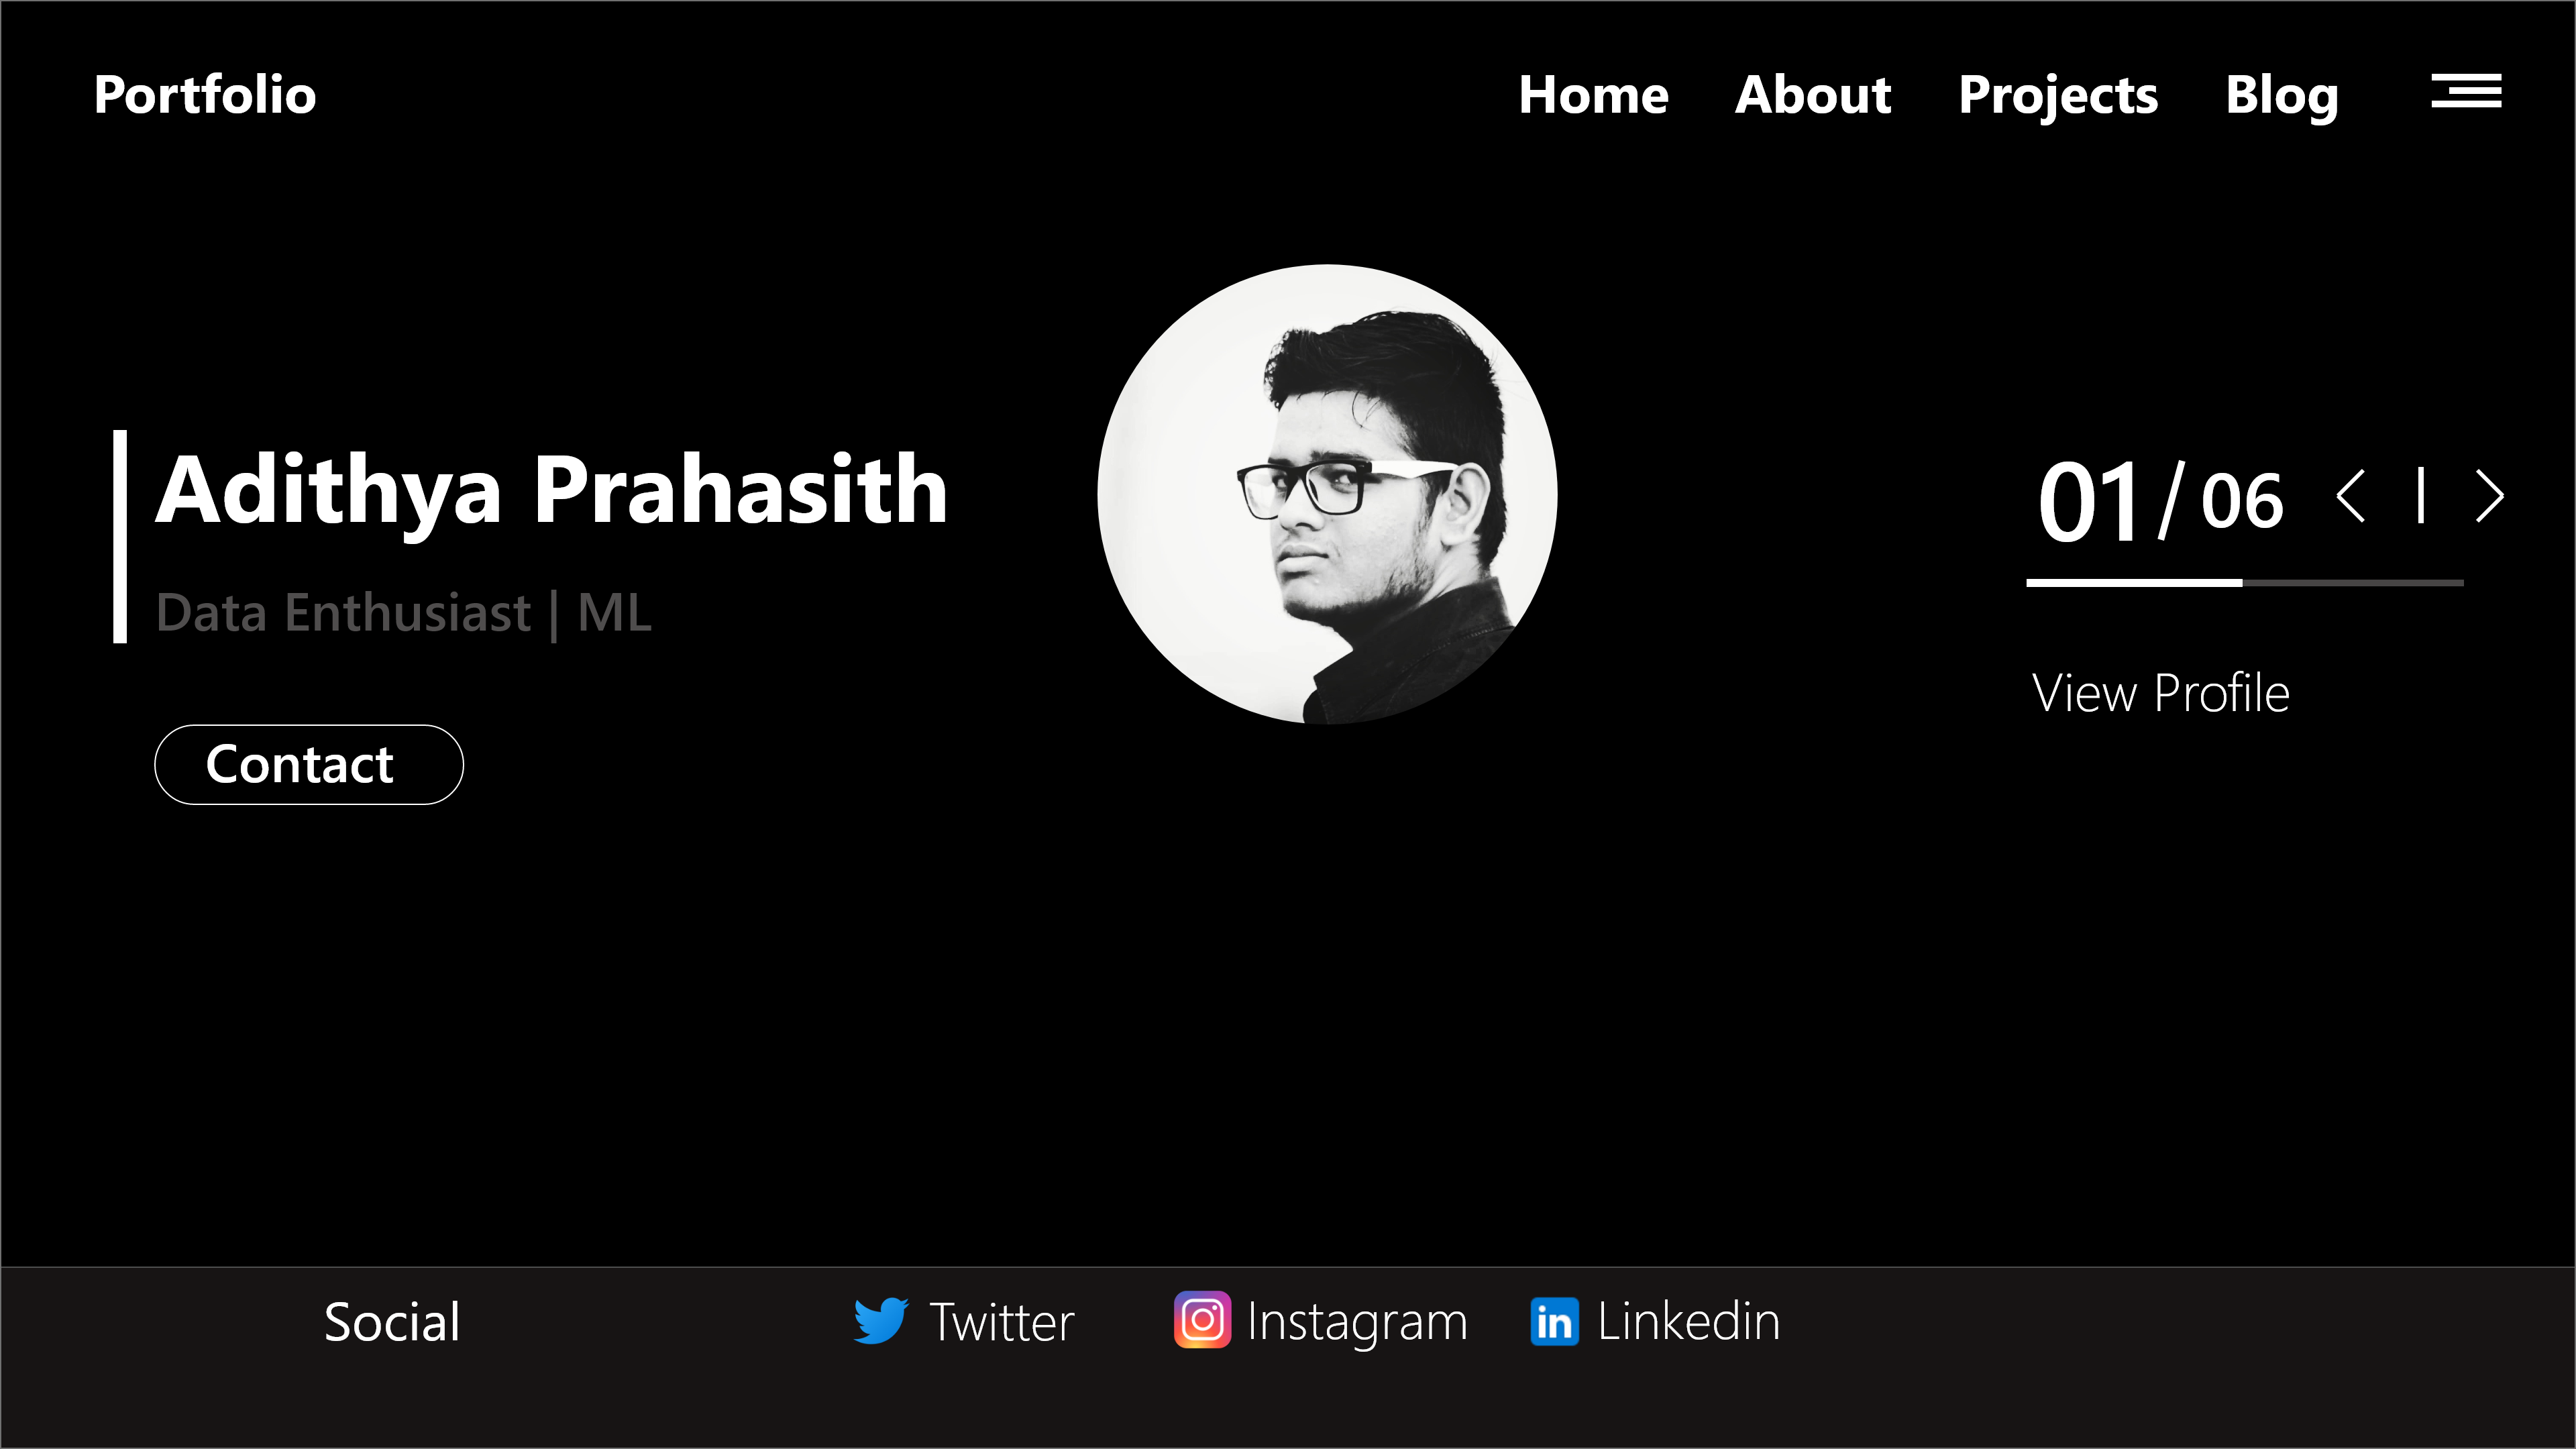 Portfolio
Home About Projects Blog
Adithya Prahasith
Data Enthusiast | ML
Contact
01/06
View Profile
Social
Twitter
Instagram
Linkedin